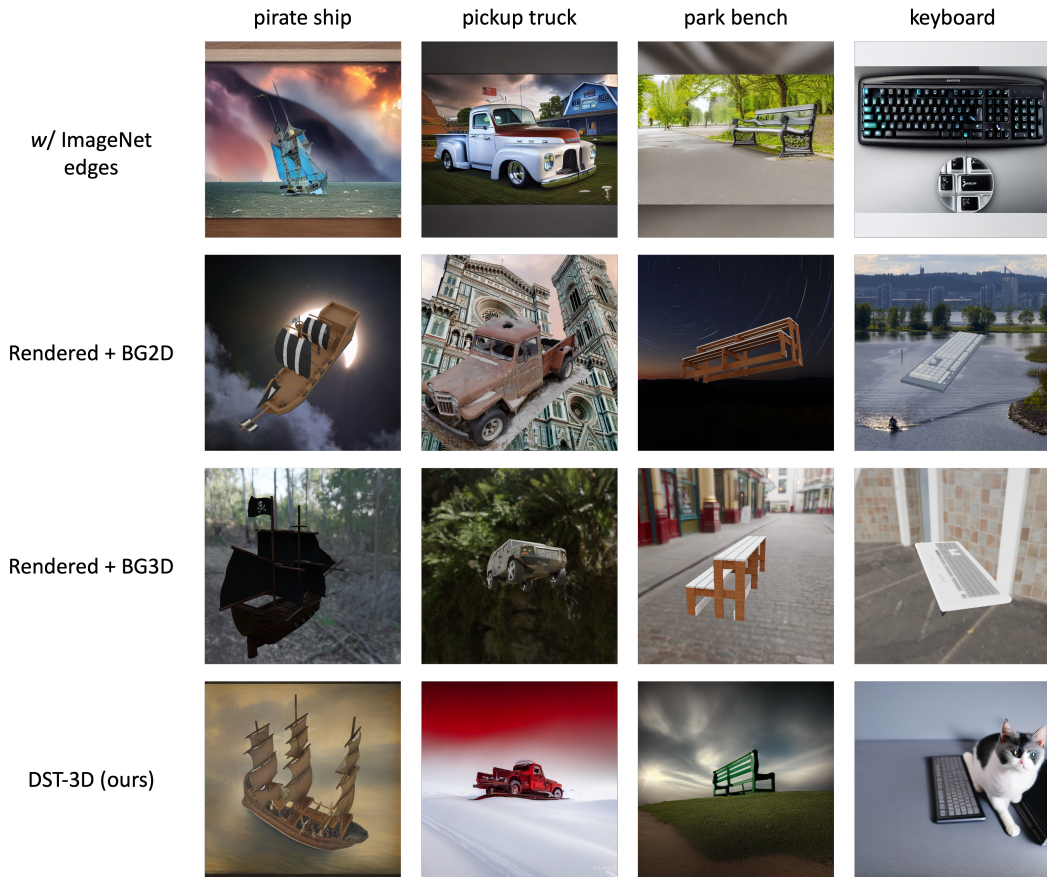 pirate ship
pickup truck
park bench
keyboard
w/ ImageNet
edges
Rendered + BG2D
Rendered + BG3D
DST-3D (ours)